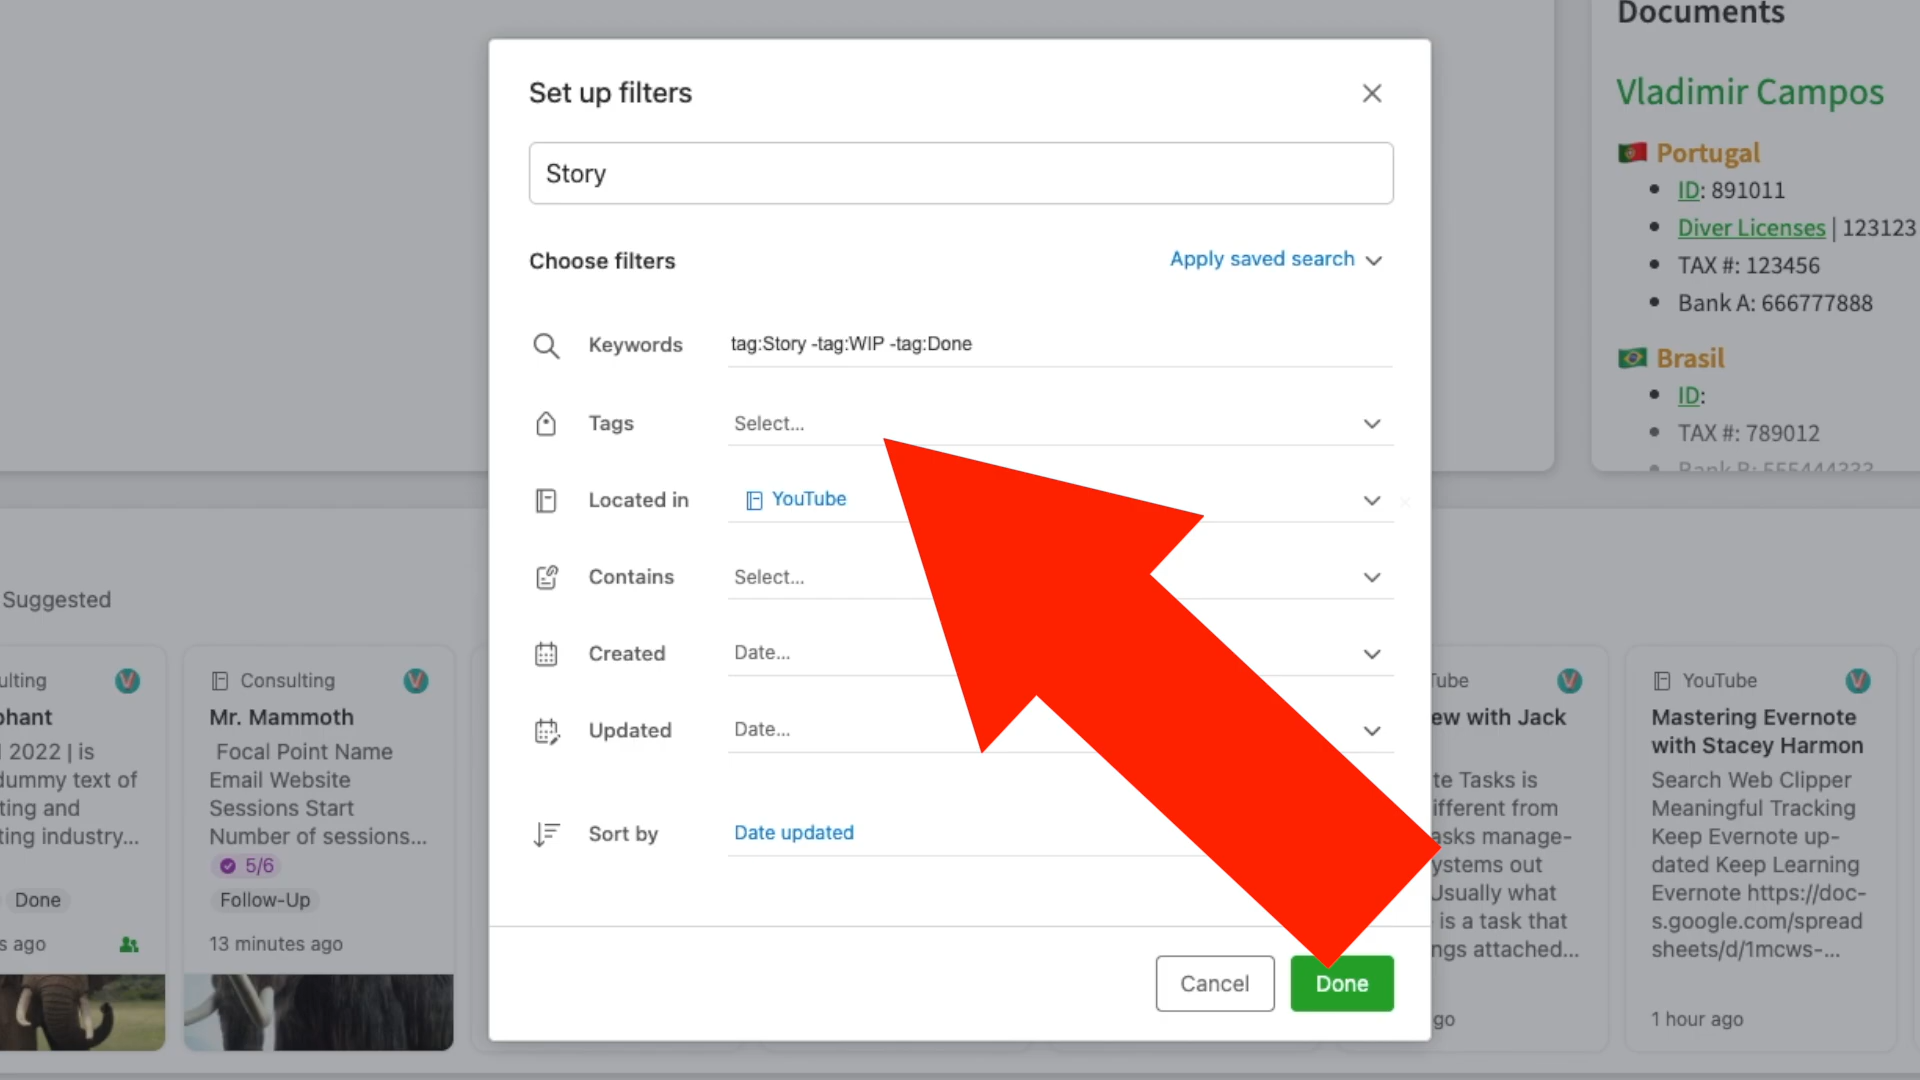 Documents
Vladimir Campos
Portugal
ID: 891011
Diver Licenses | 123123
TAX #: 123456
Bank A: 666777888
Brasil
ID:
TAX #: 789012
Bank B: 555444333
Set up filters
Story
Choose filters
Apply saved search
Keywords
tag:Story -tag:WIP -tag:Done
Tags
Select...
Located in
YouTube
Contains
Select...
Created
Date...
Updated
Date...
Sort by
Date updated
Cancel
Done
Suggested
ulting
phant
2022 | is
dummy text of
ting and
ting industry...
Done
s ago
Consulting
Mr. Mammoth
Focal Point Name
Email Website
Sessions Start
Number of sessions...
5/6
Follow-Up
13 minutes ago
Tube
ew with Jack
te Tasks is
ifferent from
asks manage-
ystems out
Usually what
is a task that
ngs attached...
go
YouTube
Mastering Evernote
with Stacey Harmon
Search Web Clipper
Meaningful Tracking
Keep Evernote up-
dated Keep Learning
Evernote https://doc-
s.google.com/spread
sheets/d/1mcws-...
1 hour ago